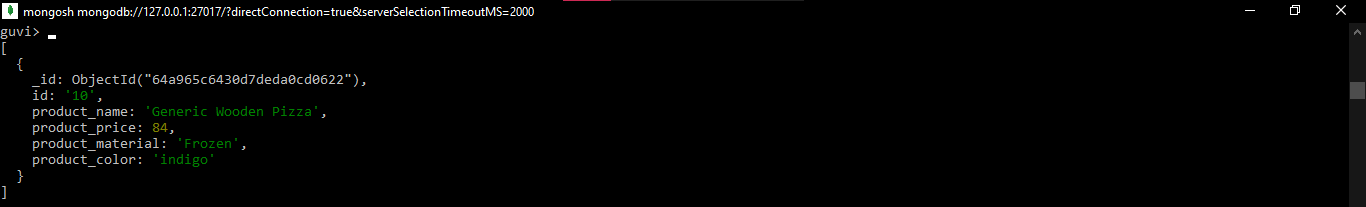 mongosh mongodb://127.0.0.1:27017/?directConnection=true&serverSelectionTimeoutMS=2000
guvi>
[
  {
    _id: ObjectId("64a965c6430d7deda0cd0622"),
    id: '10',
    product_name: 'Generic Wooden Pizza',
    product_price: 84,
    product_material: 'Frozen',
    product_color: 'indigo'
  }
]